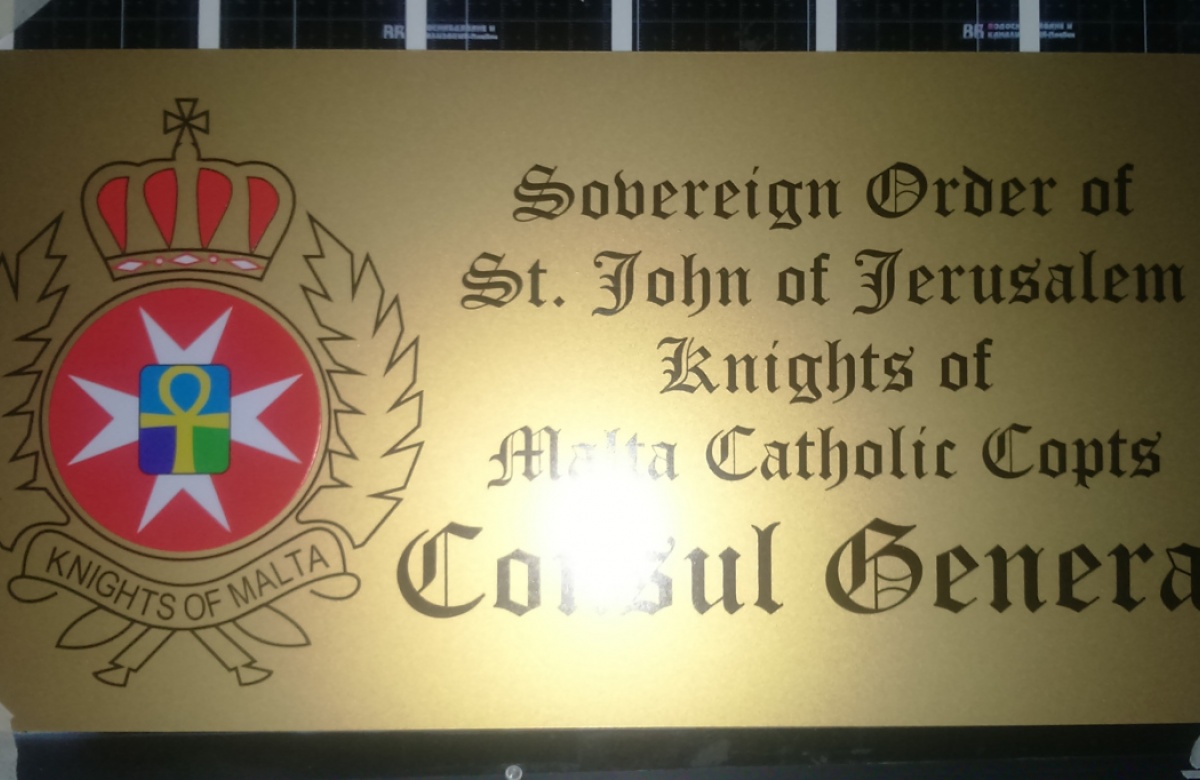 Sovereign Order of
St. John of Jerusalem
Knights of
Malta Catholic Copts
Consul Genera
KNIGHTS OF MALTA